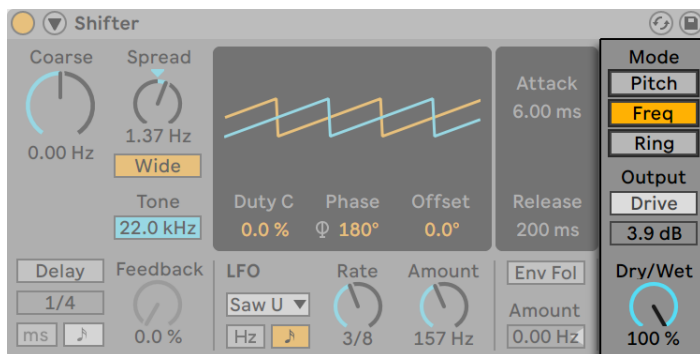 Shifter
Coarse
0.00 Hz
Spread
1.37 Hz
Wide
Tone
22.0 kHz
Duty C Phase Offset
0.0 % 180° 0.0°
Attack
6.00 ms
Release
200 ms
Mode
Pitch
Freq
Ring
Output
Drive
3.9 dB
Dry/Wet
100 %
Delay
1/4
ms
Feedback
0.0 %
LFO
Saw U
Hz
Rate
3/8
Amount
157 Hz
Env Fol
Amount
0.00 Hz